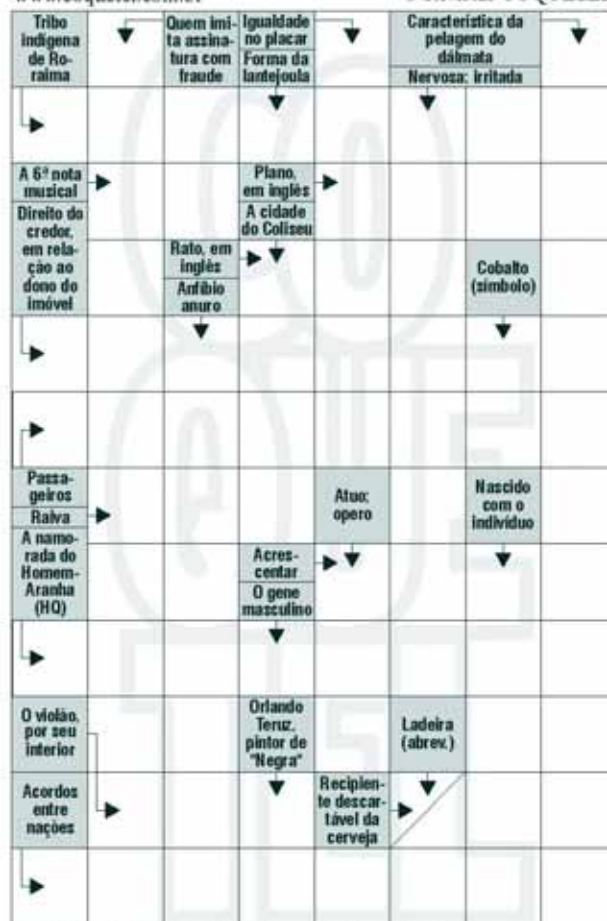 Tribo
indígena
de Ro-
raima
Quem imi-
ta assina-
tura com
fraude
Igualdade
no placar
Forma da
lantejoula
Característica da
pelagem do
dálmata
Nervosa; irritada
A 6ª nota
musical
Direito do
credor,
em rela-
ção ao
dono do
imóvel
Plano,
em inglês
A cidade
do Coliseu
Rato, em
inglês
Anfíbio
anuro
Cobalto
(símbolo)
Passa-
geiros
Raiva
A namo-
rada do
Homem-
Aranha
(HQ)
Atuo;
opero
Nascido
com o
indivíduo
Acres-
centar
O gene
masculino
O violão,
por seu
interior
Orlando
Teruz,
pintor de
"Negra"
Ladeira
(abrev.)
Acordos
entre
nações
Recipien-
te descar-
tável da
cerveja